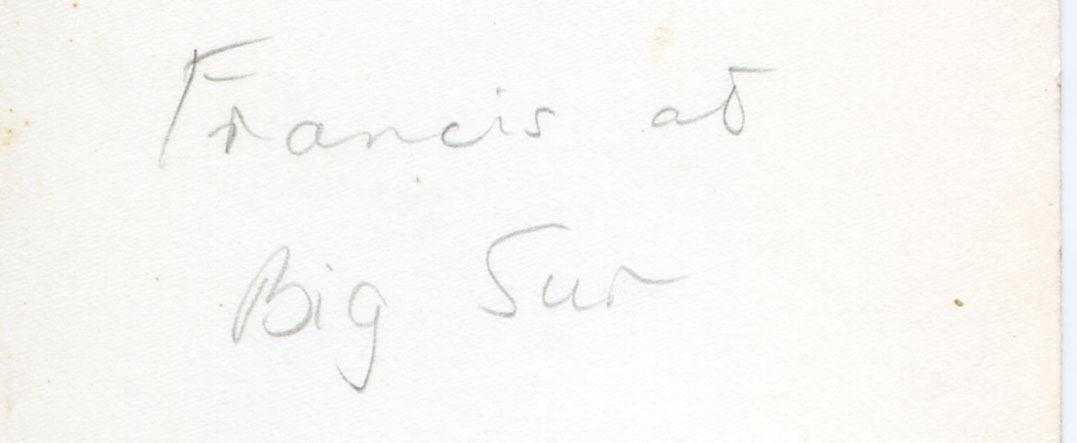 Francis at
Big Sur